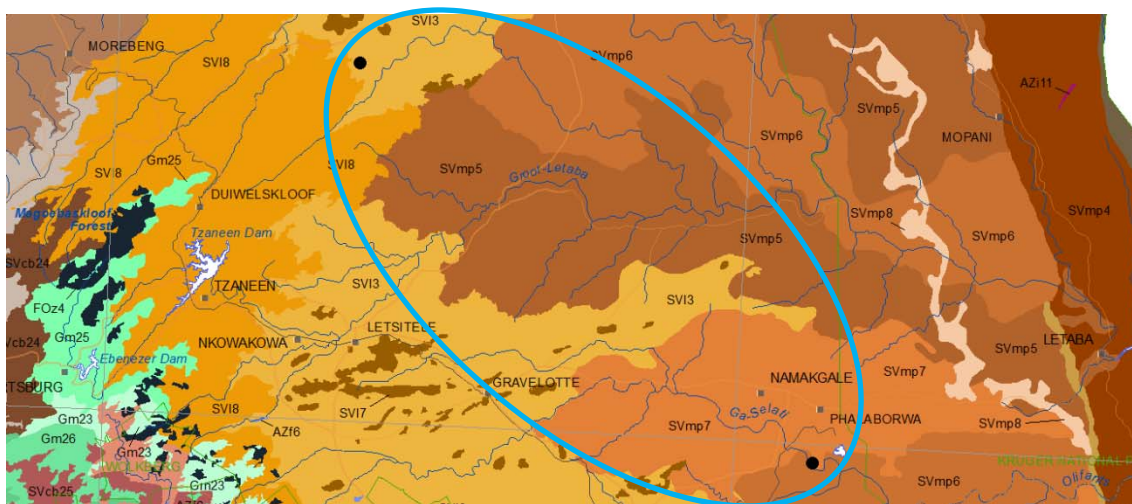 SVl3
MOREBENG
SVmp6
SVl8
AZi11
SVmp5
MOPANI
SVmp6
Gm25
SVl8
SVl8
SVmp5
Groot-Letaba
DUIWELSKLOOF
Magoebaskloof
Forest
SVmp8
SVmp4
Tzaneen Dam
SVmp6
SVmp5
SVcb24
SVl3
SVl3
TZANEEN
FOz4
LETSITELE
Gm25
NKOWAKOWA
LETABA
Vcb24
SVmp5
Ebenezer Dam
SVmp7
NAMAKGALE
RTSBURG
GRAVELOTTE
SVl7
SVl8
Ga-Selati
PHALABORWA
Gm23
SVmp7
SVmp8
AZf6
Gm26
Gm23
WOLKBERG
KRUGER NATIONAL P
Olifants
Gm23
SVcb25
SVmp6